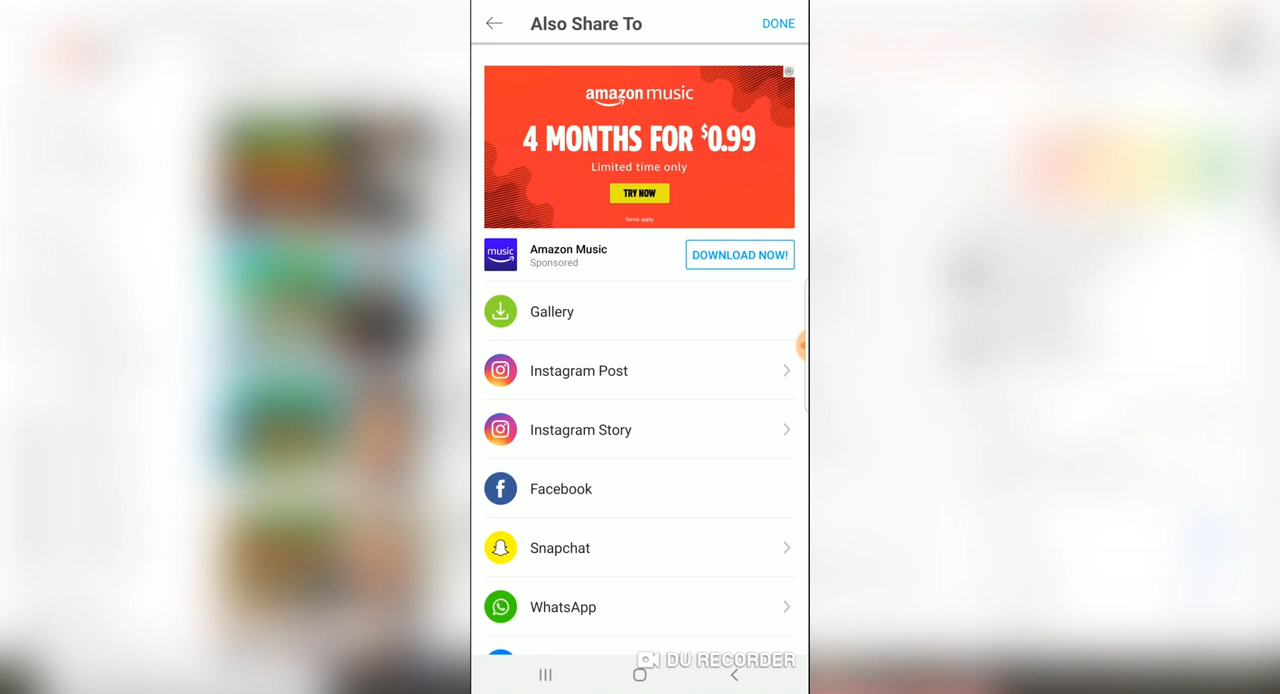 Also Share To
DONE
amazon music
4 MONTHS FOR $0.99
Limited time only
TRY NOW
Terms apply
music
Amazon Music
Sponsored
DOWNLOAD NOW!
Gallery
Instagram Post
Instagram Story
Facebook
Snapchat
WhatsApp
DU RECORDER